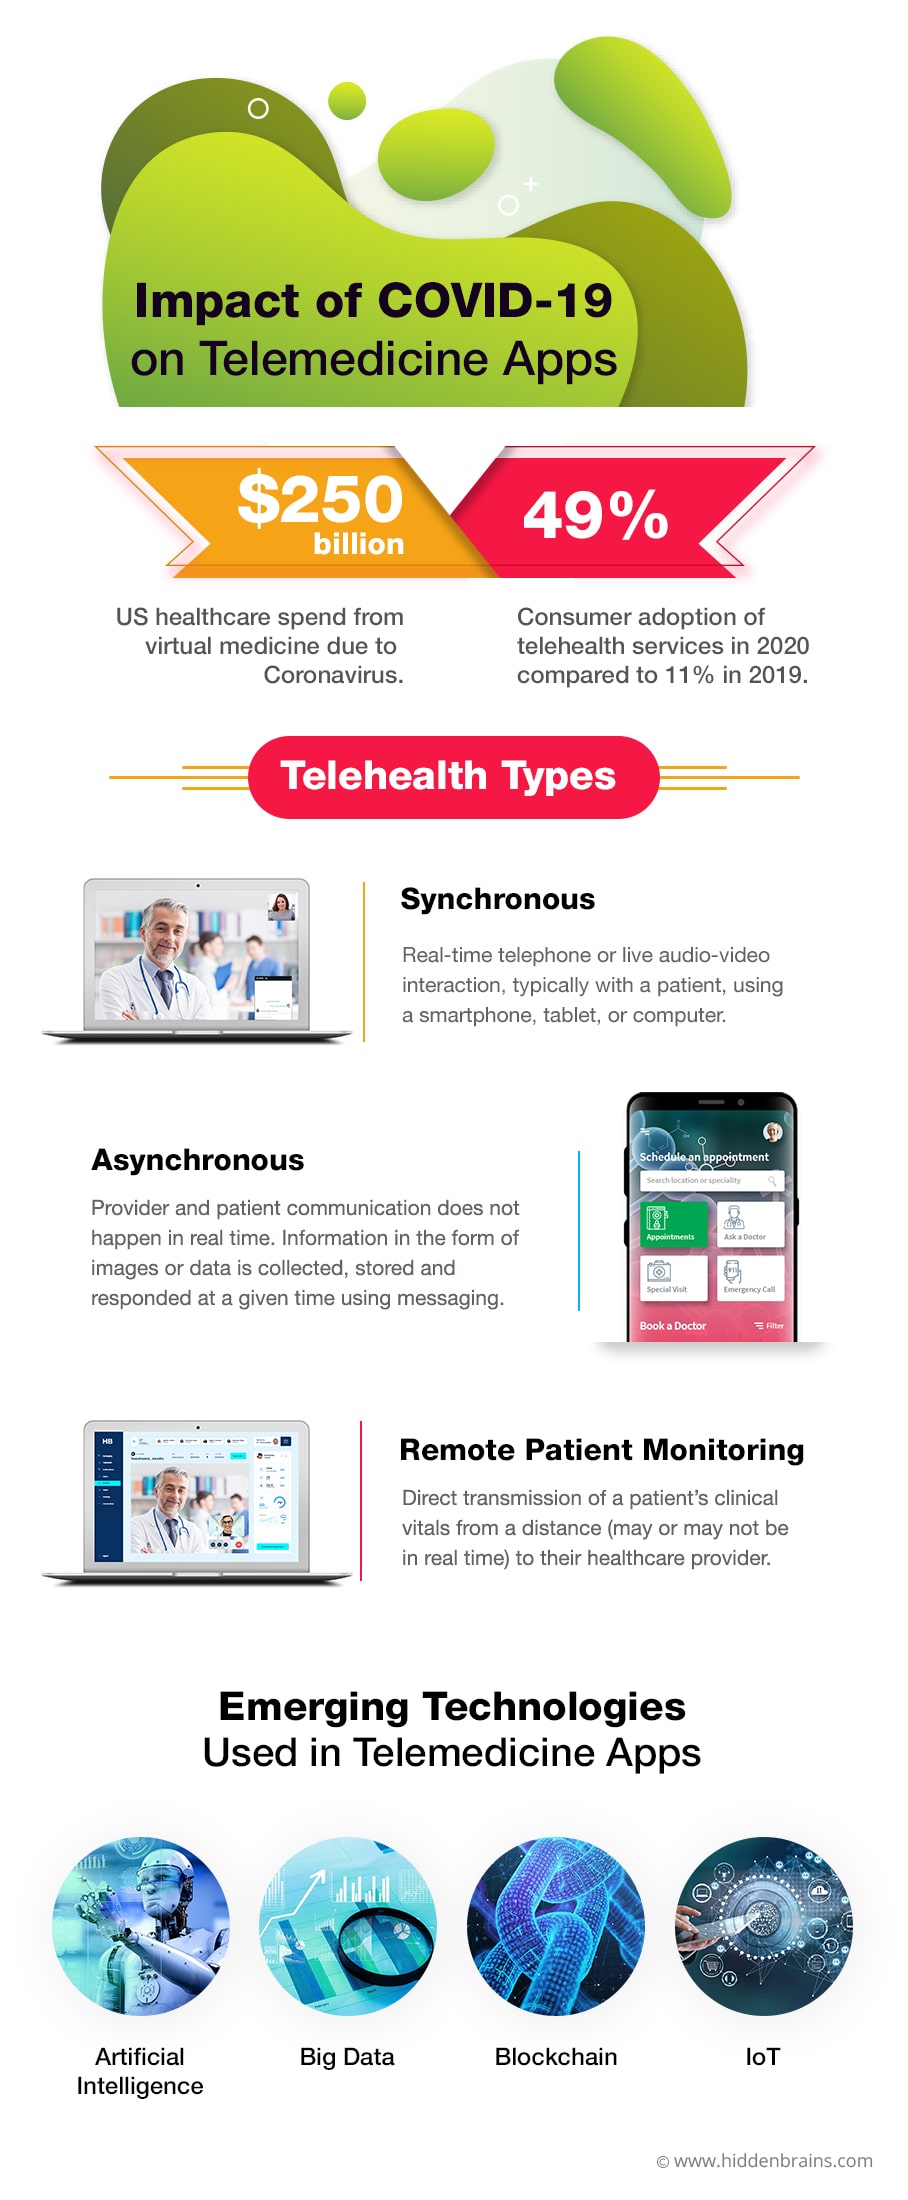 Impact of COVID-19
on Telemedicine Apps
$250
billion
49%
US healthcare spend from
virtual medicine due to
Coronavirus.
Consumer adoption of
telehealth services in 2020
compared to 11% in 2019.
Telehealth Types
Synchronous
Real-time telephone or live audio-video
interaction, typically with a patient, using
a smartphone, tablet, or computer.
Asynchronous
Provider and patient communication does not
happen in real time. Information in the form of
images or data is collected, stored and
responded at a given time using messaging.
Schedule an appointment
Search location or speciality
Appointments
Ask a Doctor
911
Special Visit
Emergency Call
Book a Doctor
Filter
HB
Remote Patient Monitoring
Direct transmission of a patient's clinical
vitals from a distance (may or may not be
in real time) to their healthcare provider.
Emerging Technologies
Used in Telemedicine Apps
Artificial
Intelligence
Big Data
Blockchain
IoT
© www.hiddenbrains.com